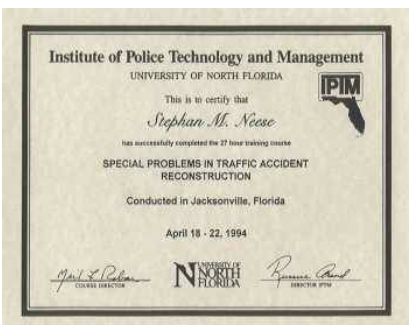 Institute of Police Technology and Management
UNIVERSITY OF NORTH FLORIDA
IPTM
This is to certify that
Stephan M. Neese
has successfully completed the 27 hour training course
SPECIAL PROBLEMS IN TRAFFIC ACCIDENT
RECONSTRUCTION
Conducted in Jacksonville, Florida
April 18 - 22, 1994
COURSE DIRECTOR
N UNIVERSITY OF
NORTH
FLORIDA
DIRECTOR IPTM